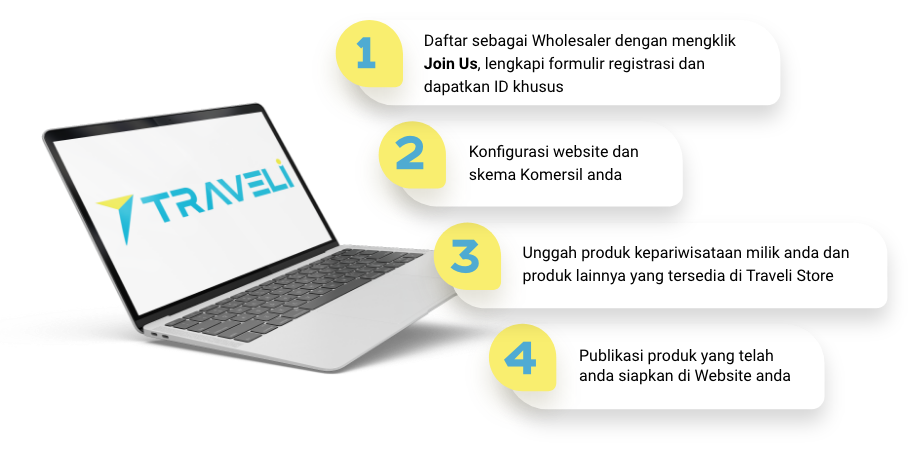 TRAVELI
1
Daftar sebagai Wholesaler dengan mengklik
Join Us, lengkapi formulir registrasi dan
dapatkan ID khusus
2
Konfigurasi website dan
skema Komersil anda
3
Unggah produk kepariwisataan milik anda dan
produk lainnya yang tersedia di Traveli Store
4
Publikasi produk yang telah
anda siapkan di Website anda